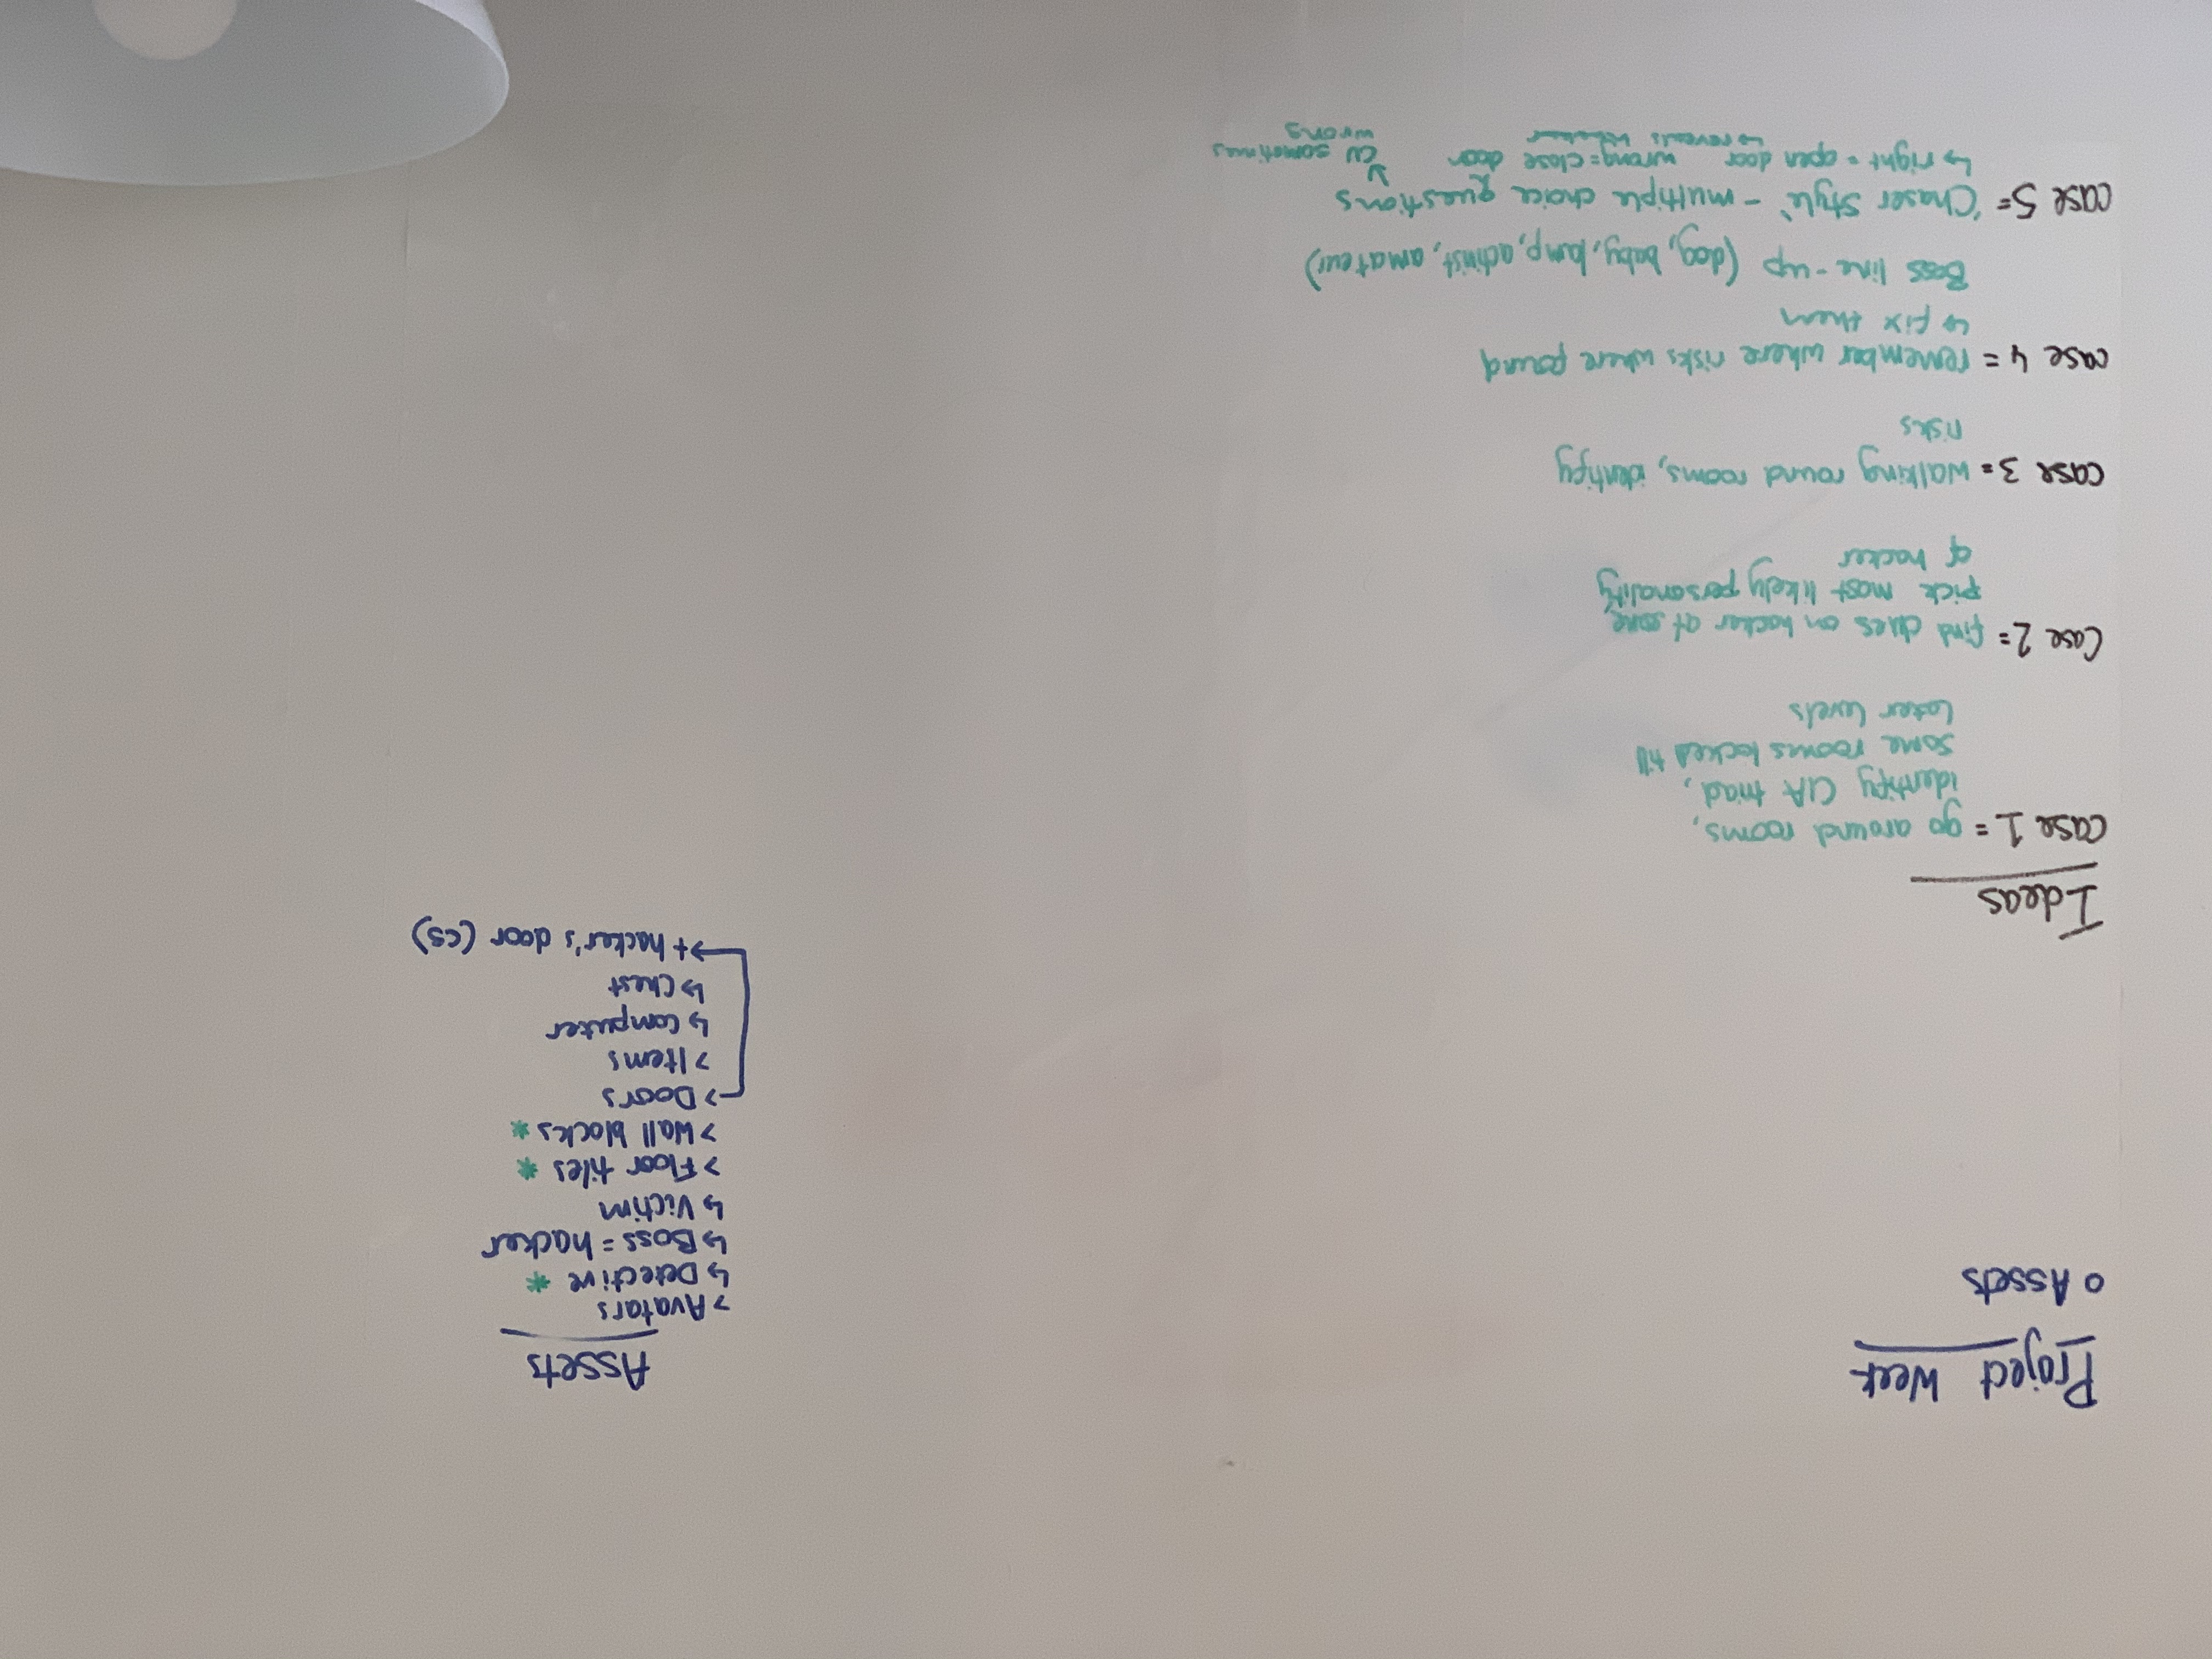 Project Week
o Assets
Ideas
case 1 = go around rooms,
identify CIA triad,
some rooms locked till
later levels
Case 2 = find clues on hacker at
pick most likely personality
of hacker
case 3 = walking round rooms, identify
risks
case 4 = remember where risks where found
↳ fix them
Boss line-up (dog, baby, lamp, activist, amateur)
case 5 = 'Chaser Style' - multiple choice questions
↳ right = open door wrong = close door
↳ reveals
↘ CU sometimes
wrong
Assets
> Avatars
↳ Detective *
↳ Boss = hacker
↳ Victim
> Floor tiles *
> Wall blocks *
> Doors
> Items
↳ Computer
↳ Chest
→ + hacker's door (CS)